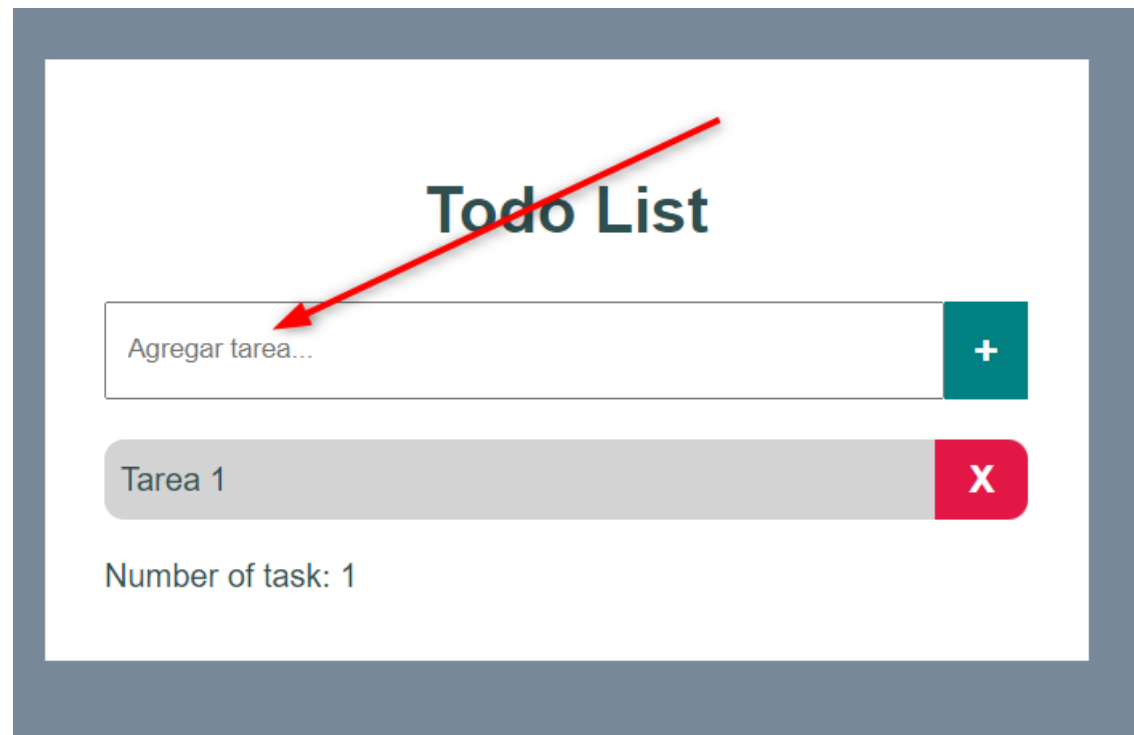 Todo List
Agregar tarea...
+
Tarea 1
X
Number of task: 1